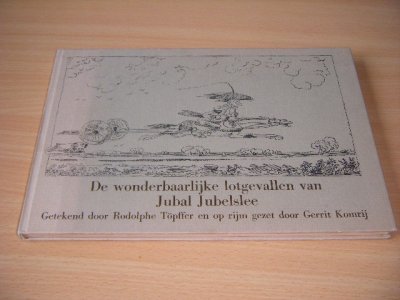 De wonderbaarlijke lotgevallen van
Jubal Jubelslee
Getekend door Rodolphe Töpffer en op rijm gezet door Gerrit Komrij